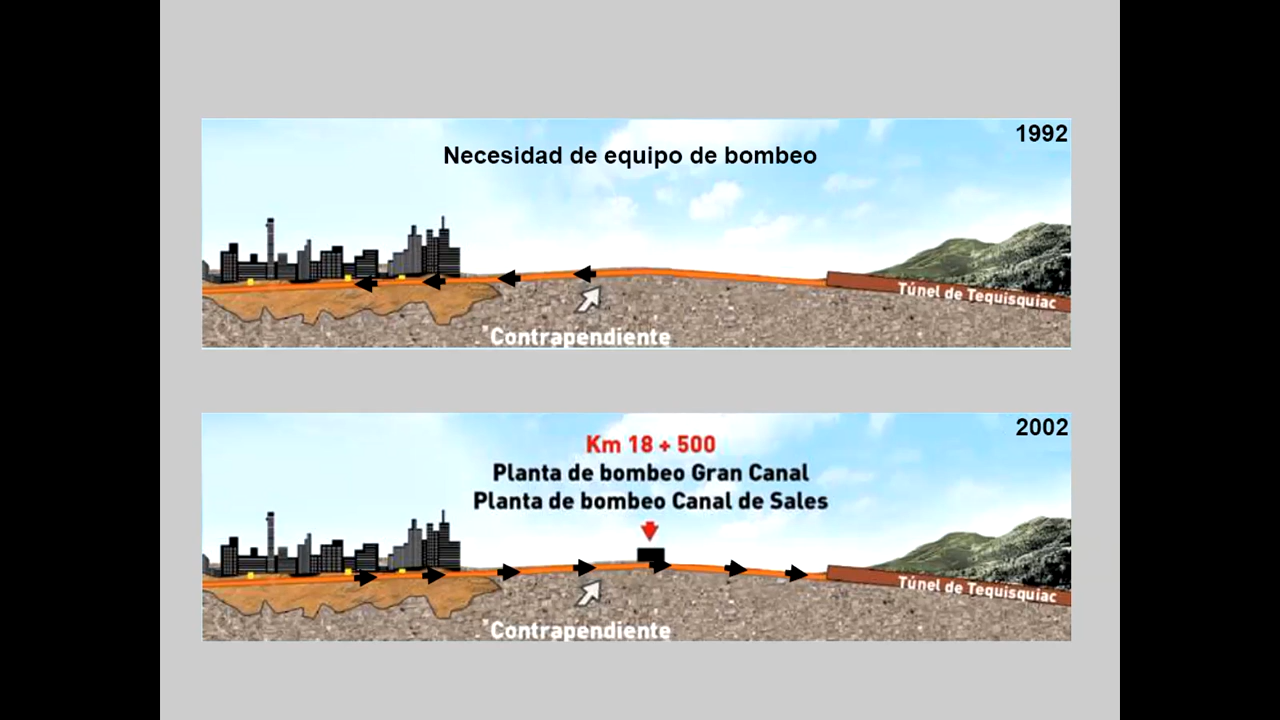 1992
Necesidad de equipo de bombeo
Túnel de Tequisquiac
*Contrapendiente
2002
Km 18 + 500
Planta de bombeo Gran Canal
Planta de bombeo Canal de Sales
Túnel de Tequisquiac
*Contrapendiente